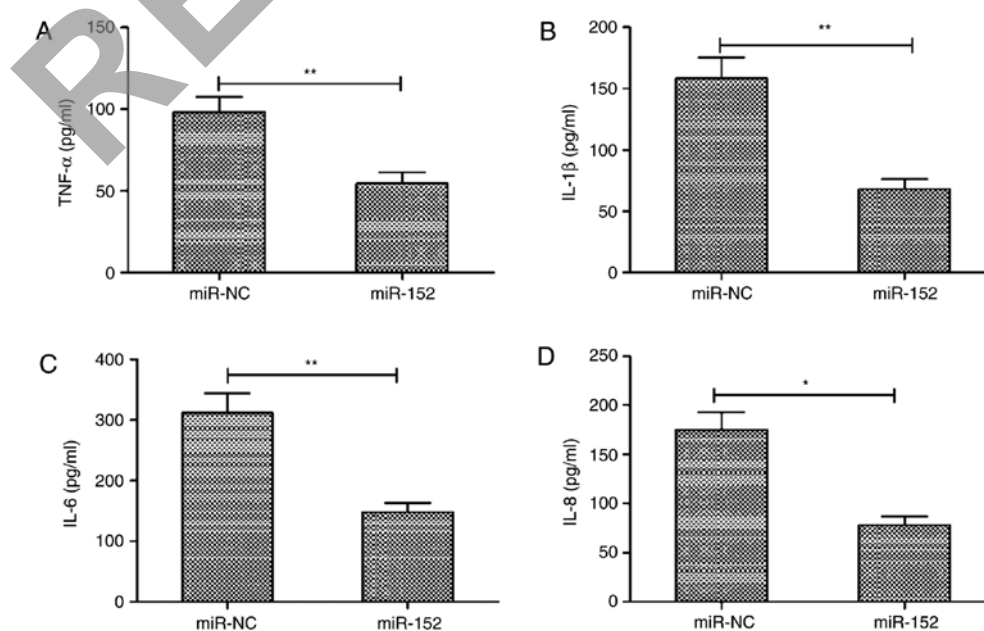 RE
A
150
100
50
0
TNF-α (pg/ml)
**
miR-NC miR-152
B
200
150
100
50
0
IL-1β (pg/ml)
**
miR-NC miR-152
C
400
300
200
100
0
IL-6 (pg/ml)
**
miR-NC miR-152
D
250
200
150
100
50
0
IL-8 (pg/ml)
*
miR-NC miR-152